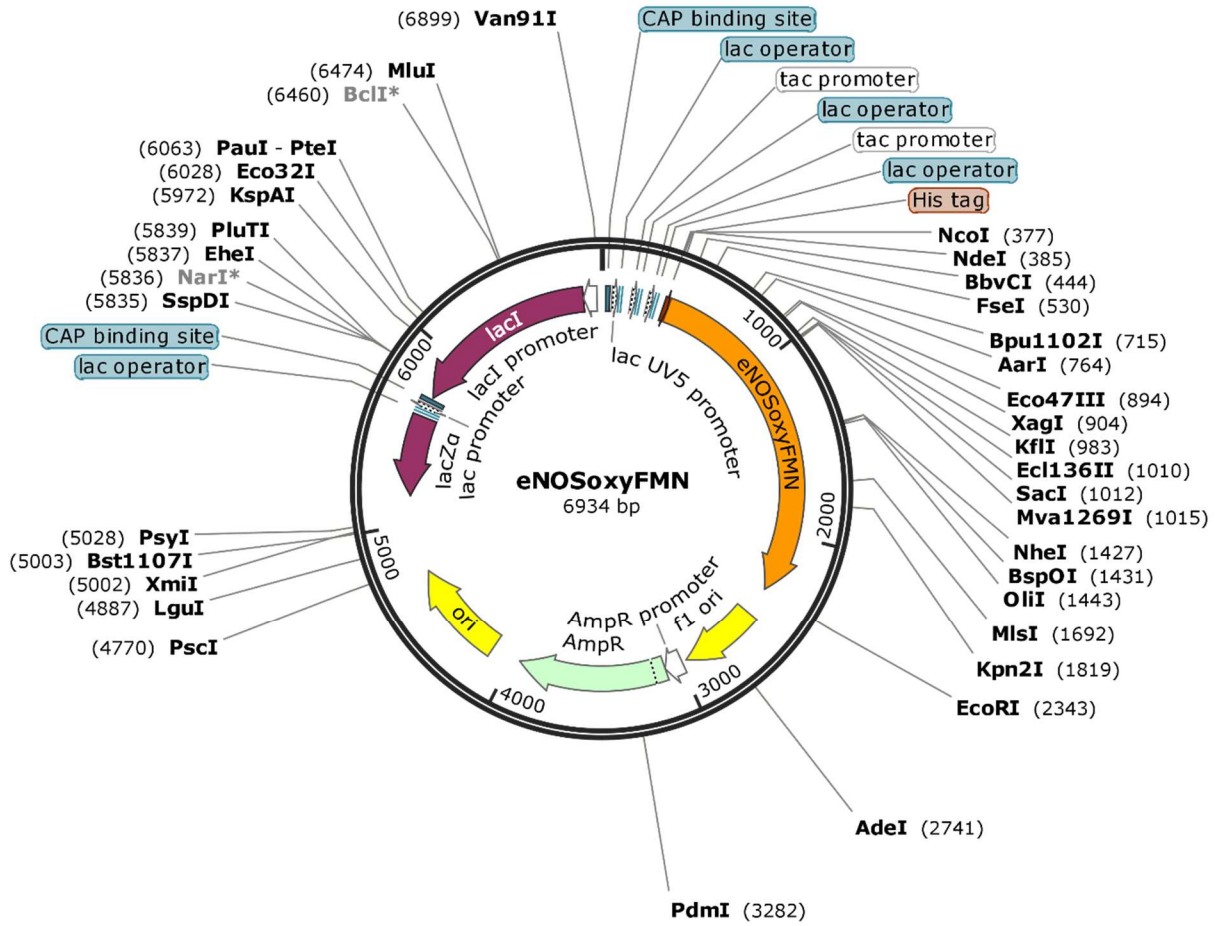 (6899) Van91I
(6474) MluI
(6460) BclI*
(6063) PauI - PteI
(6028) Eco32I
(5972) KspAI
(5839) PluTI
(5837) EheI
(5836) NarI*
(5835) SspDI
CAP binding site
lac operator
(5028) PsyI
(5003) Bst1107I
(5002) XmiI
(4887) LguI
(4770) PscI
CAP binding site
lac operator
tac promoter
lac operator
tac promoter
lac operator
His tag
NcoI (377)
NdeI (385)
BbvCI (444)
FseI (530)
Bpu1102I (715)
AarI (764)
Eco47III (894)
XagI (904)
KflI (983)
Ecl136II (1010)
SacI (1012)
Mva1269I (1015)
NheI (1427)
BspOI (1431)
OliI (1443)
MlsI (1692)
Kpn2I (1819)
EcoRI (2343)
AdeI (2741)
PdmI (3282)
1000
2000
3000
4000
5000
6000
lacI
lacI promoter
lac UV5 promoter
eNOSoxyFMN
lacZα
lac promoter
eNOSoxyFMN
6934 bp
AmpR promoter
AmpR
f1 ori
ori